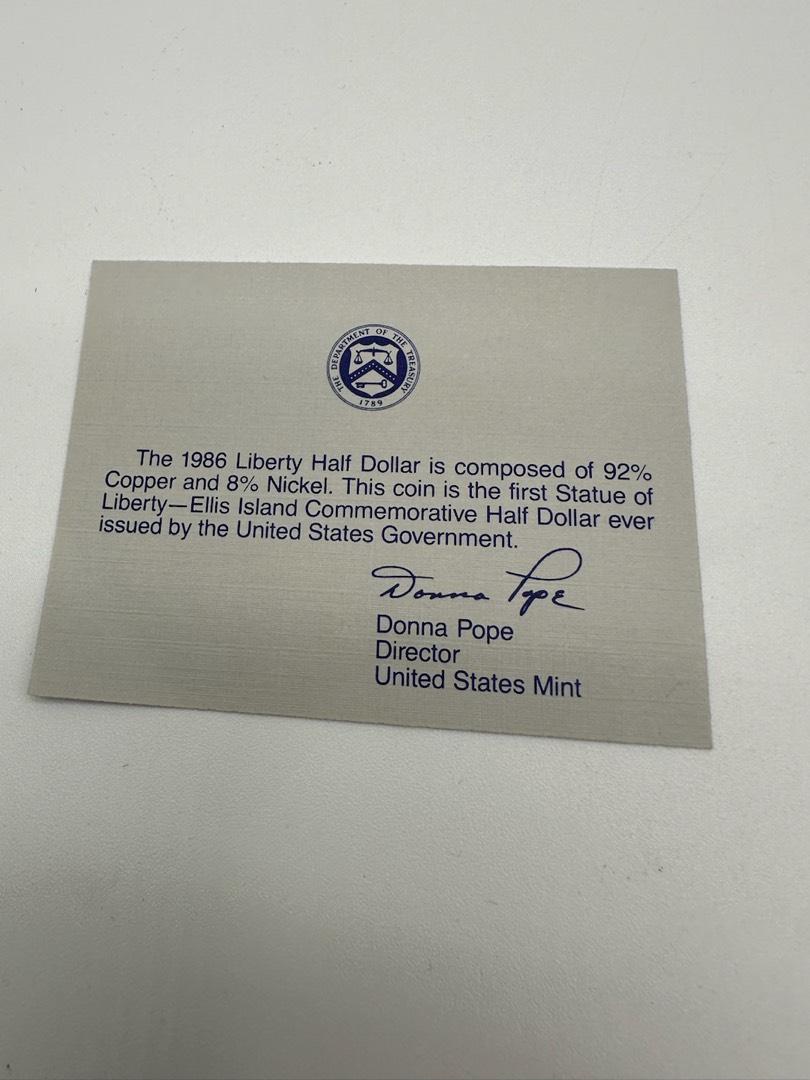 THE DEPARTMENT OF THE TREASURY
1789
The 1986 Liberty Half Dollar is composed of 92%
Copper and 8% Nickel. This coin is the first Statue of
Liberty—Ellis Island Commemorative Half Dollar ever
issued by the United States Government.
Donna Pope
Donna Pope
Director
United States Mint